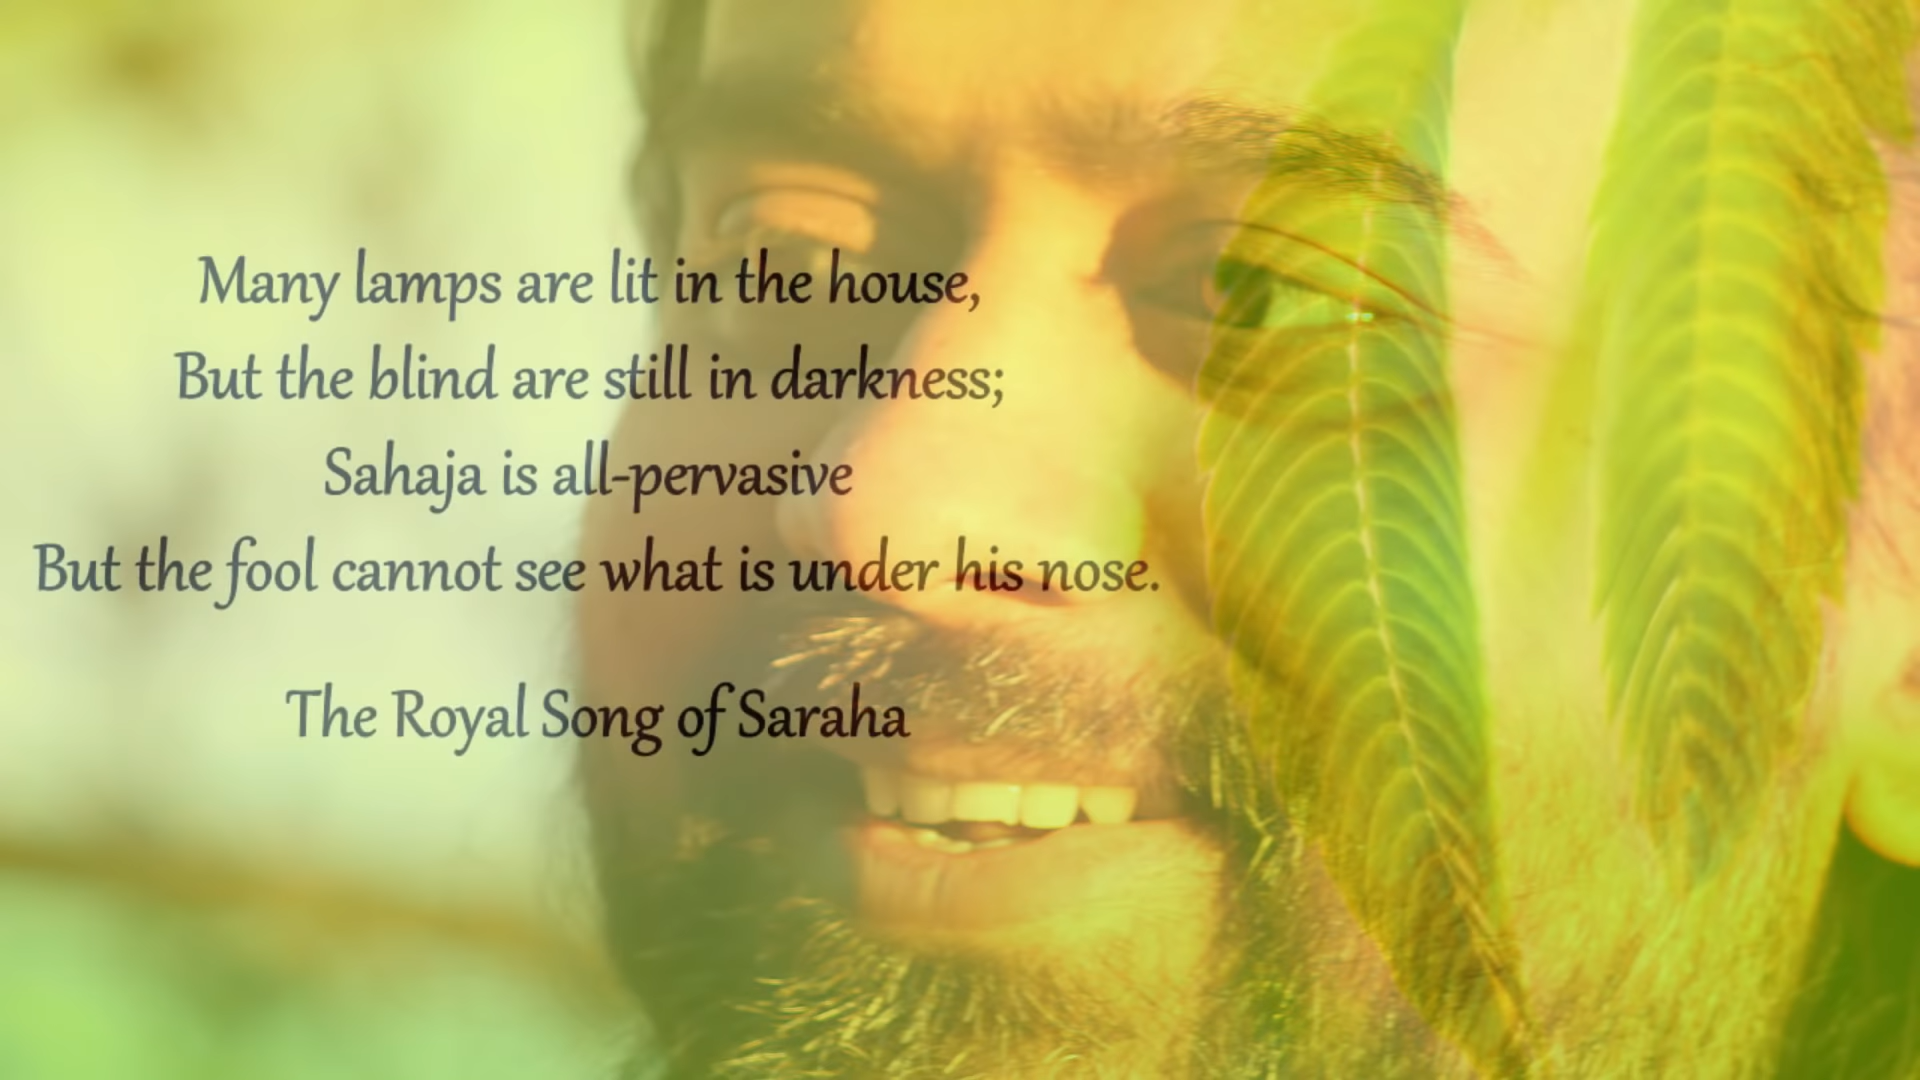 Many lamps are lit in the house,
But the blind are still in darkness;
Sahaja is all-pervasive
But the fool cannot see what is under his nose.
The Royal Song of Saraha